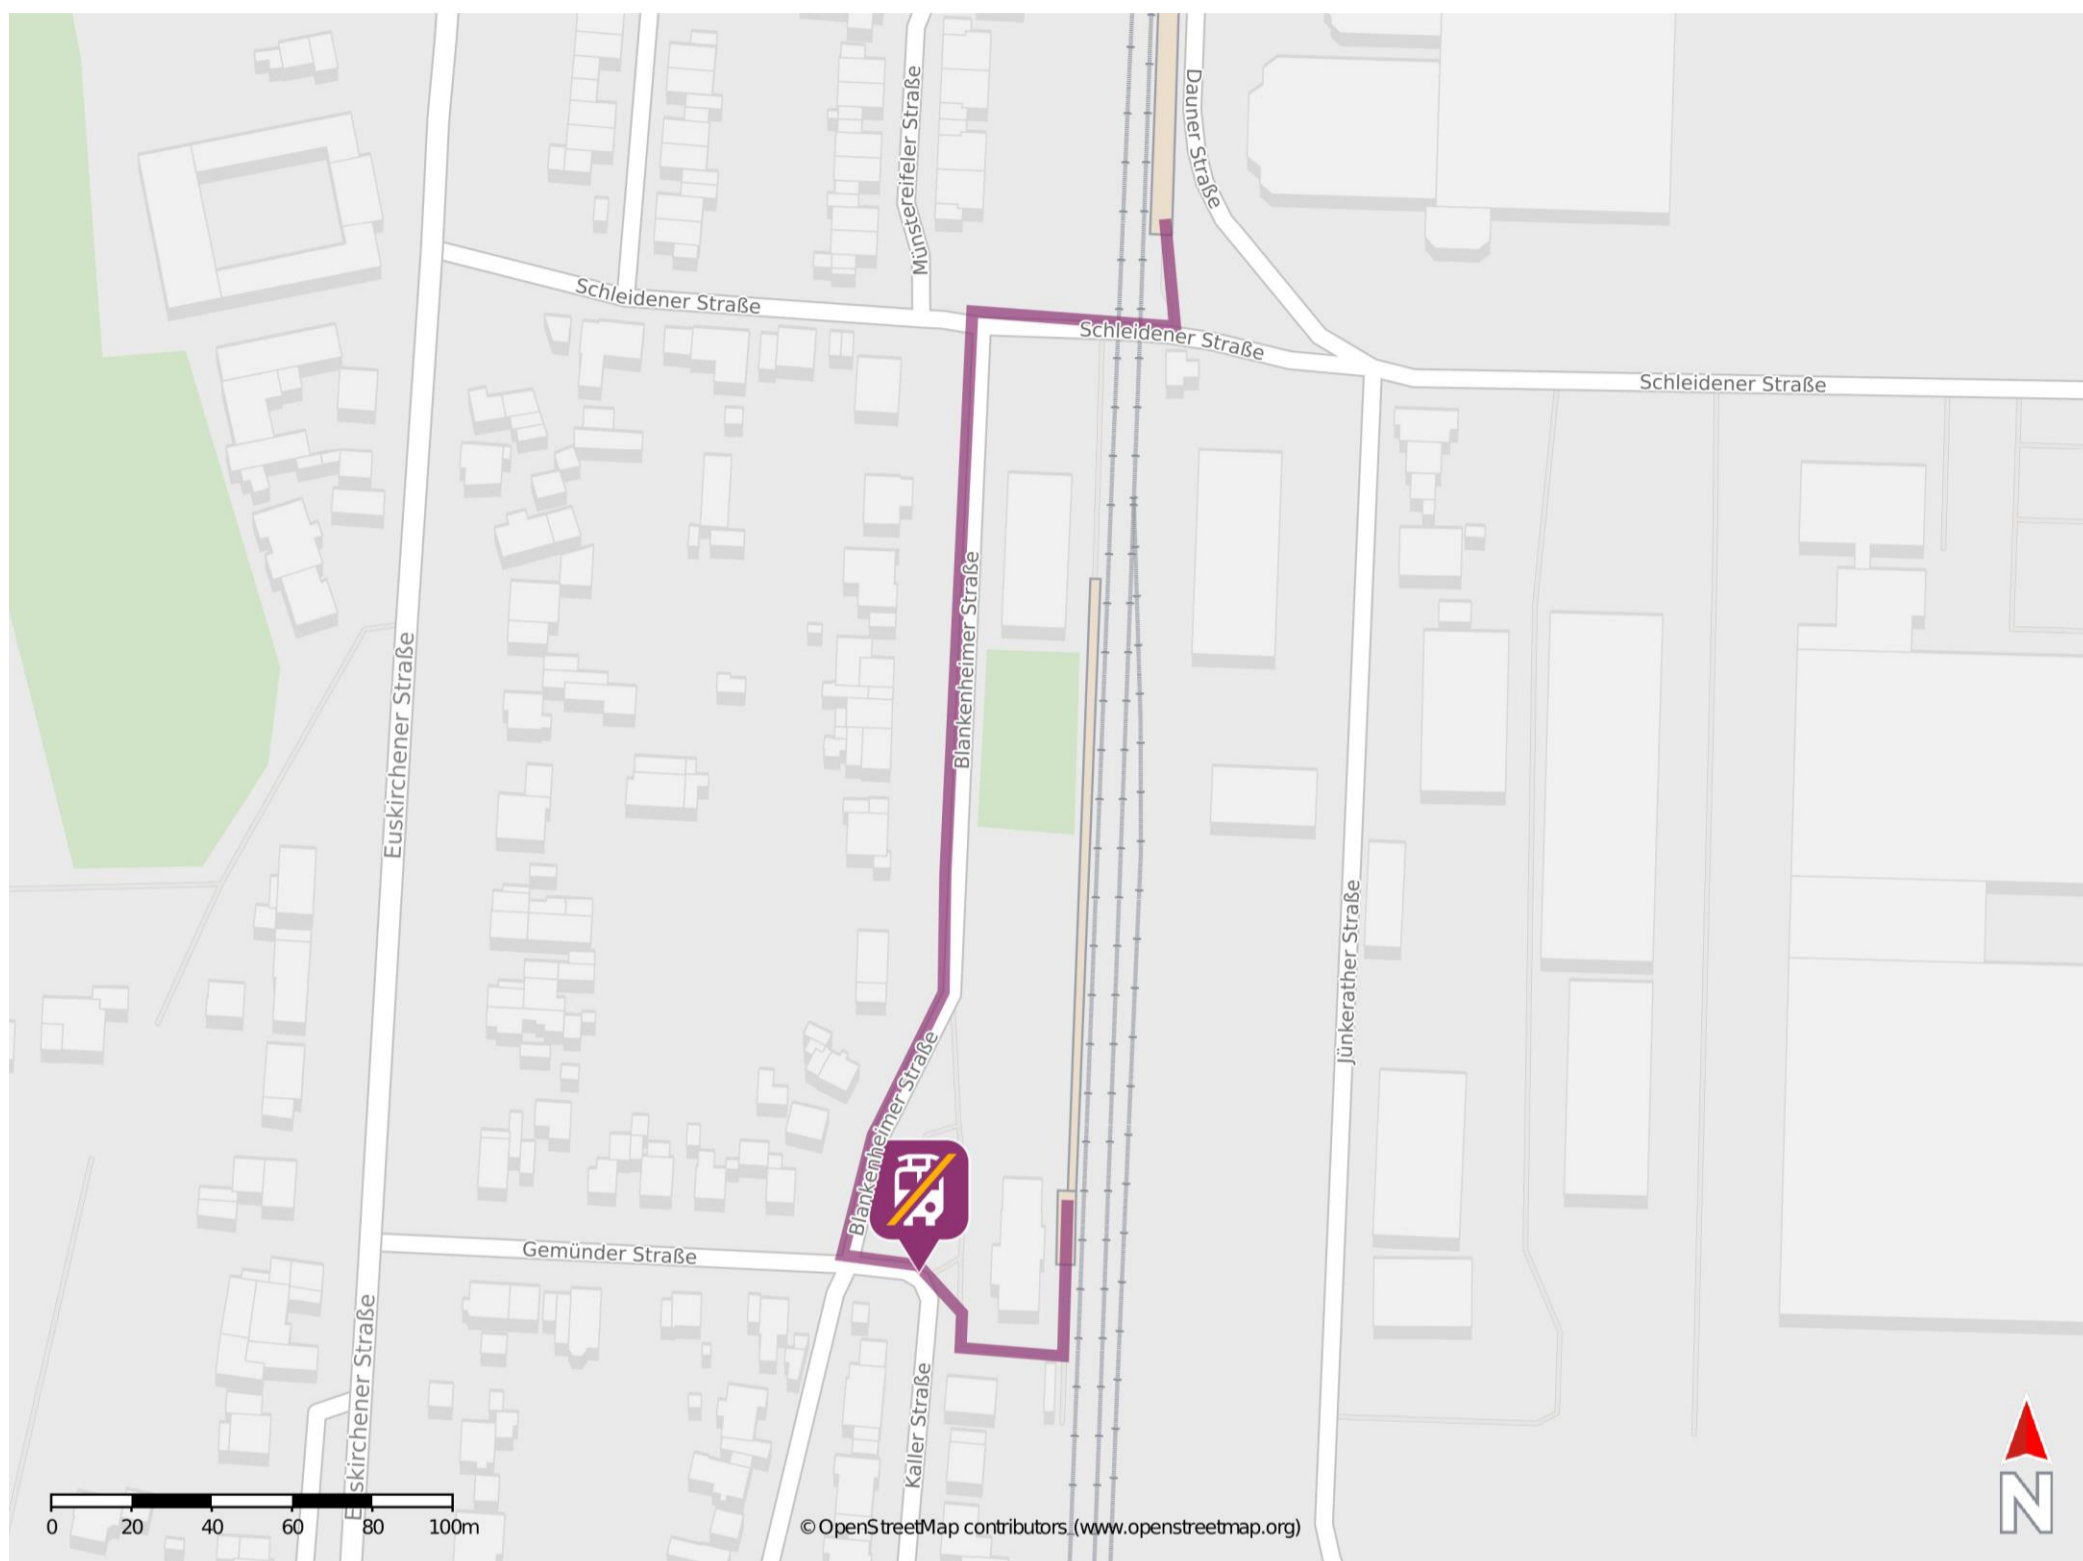 Münstereifeler Straße
Dauner Straße
Schleidener Straße
Schleidener Straße
Schleidener Straße
Blankenheimer Straße
Euskirchener Straße
Jünkerather Straße
Blankenheimer Straße
Gemünder Straße
Euskirchener Straße
Kaller Straße
0 20 40 60 80 100m
© OpenStreetMap contributors (www.openstreetmap.org)
N